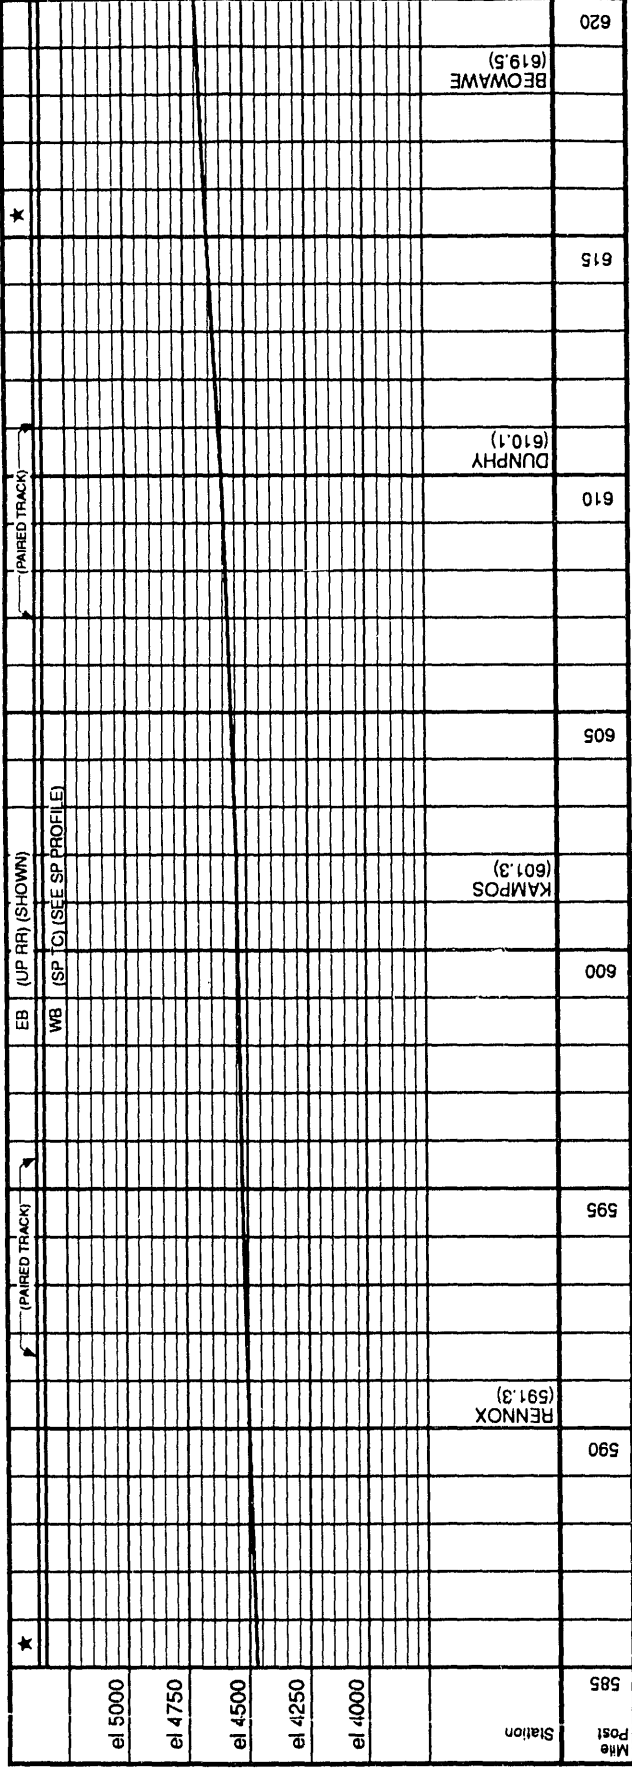 620
BEOWAWE
(619.5)
★
615
DUNPHY
(610.1)
(PAIRED TRACK)
610
605
EB (UP RR) (SHOWN)
WB (SP TC) (SEE SP PROFILE)
KAMPOS
(601.3)
600
(PAIRED TRACK)
595
RENNOX
(591.3)
590
★
el 5000
el 4750
el 4500
el 4250
el 4000
Station
585
Mile
Post